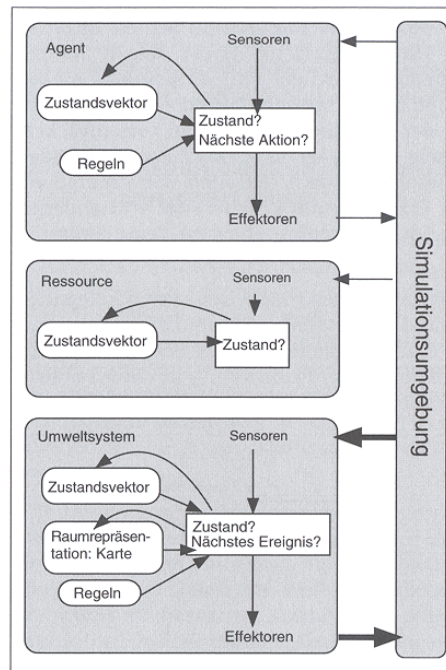 Agent
Sensoren
Zustandsvektor
Zustand?
Nächste Aktion?
Regeln
Effektoren
Ressource
Sensoren
Zustandsvektor
Zustand?
Umweltsystem
Sensoren
Zustandsvektor
Zustand?
Nächstes Ereignis?
Raumrepräsen-
tation: Karte
Regeln
Effektoren
Simulationsumgebung